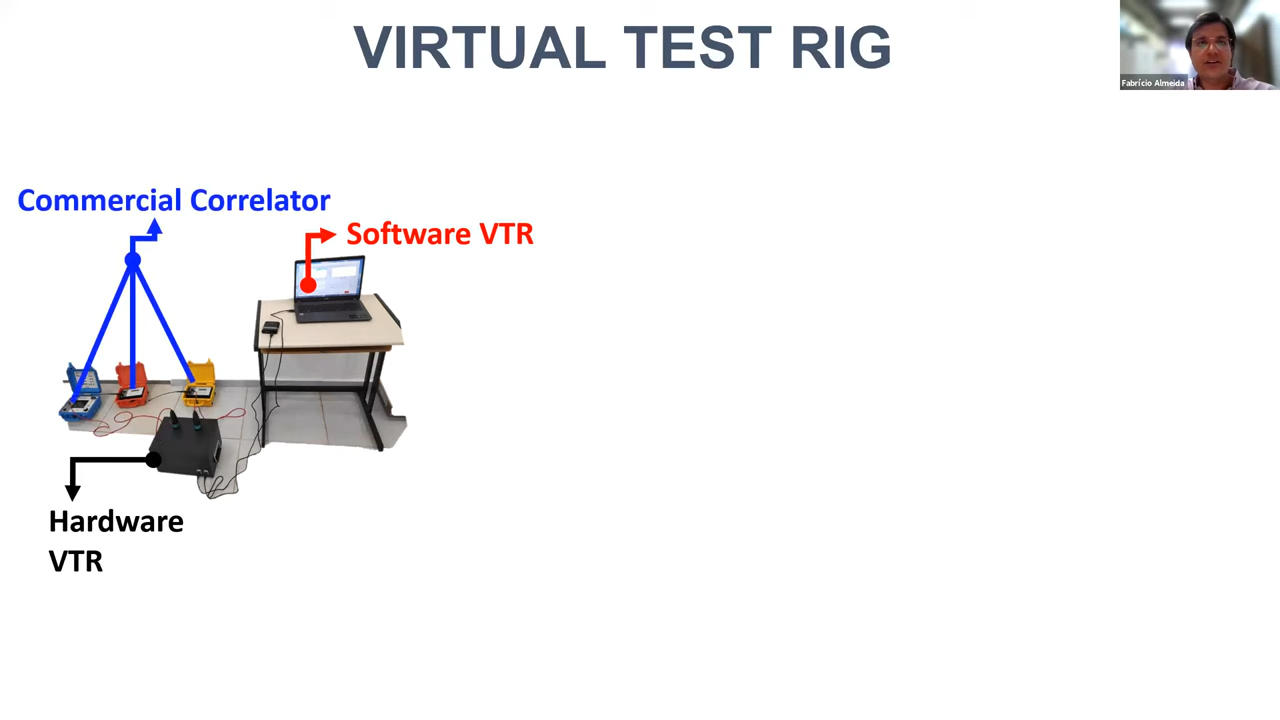 VIRTUAL TEST RIG
Fabrício Almeida
Commercial Correlator
Software VTR
Hardware
VTR